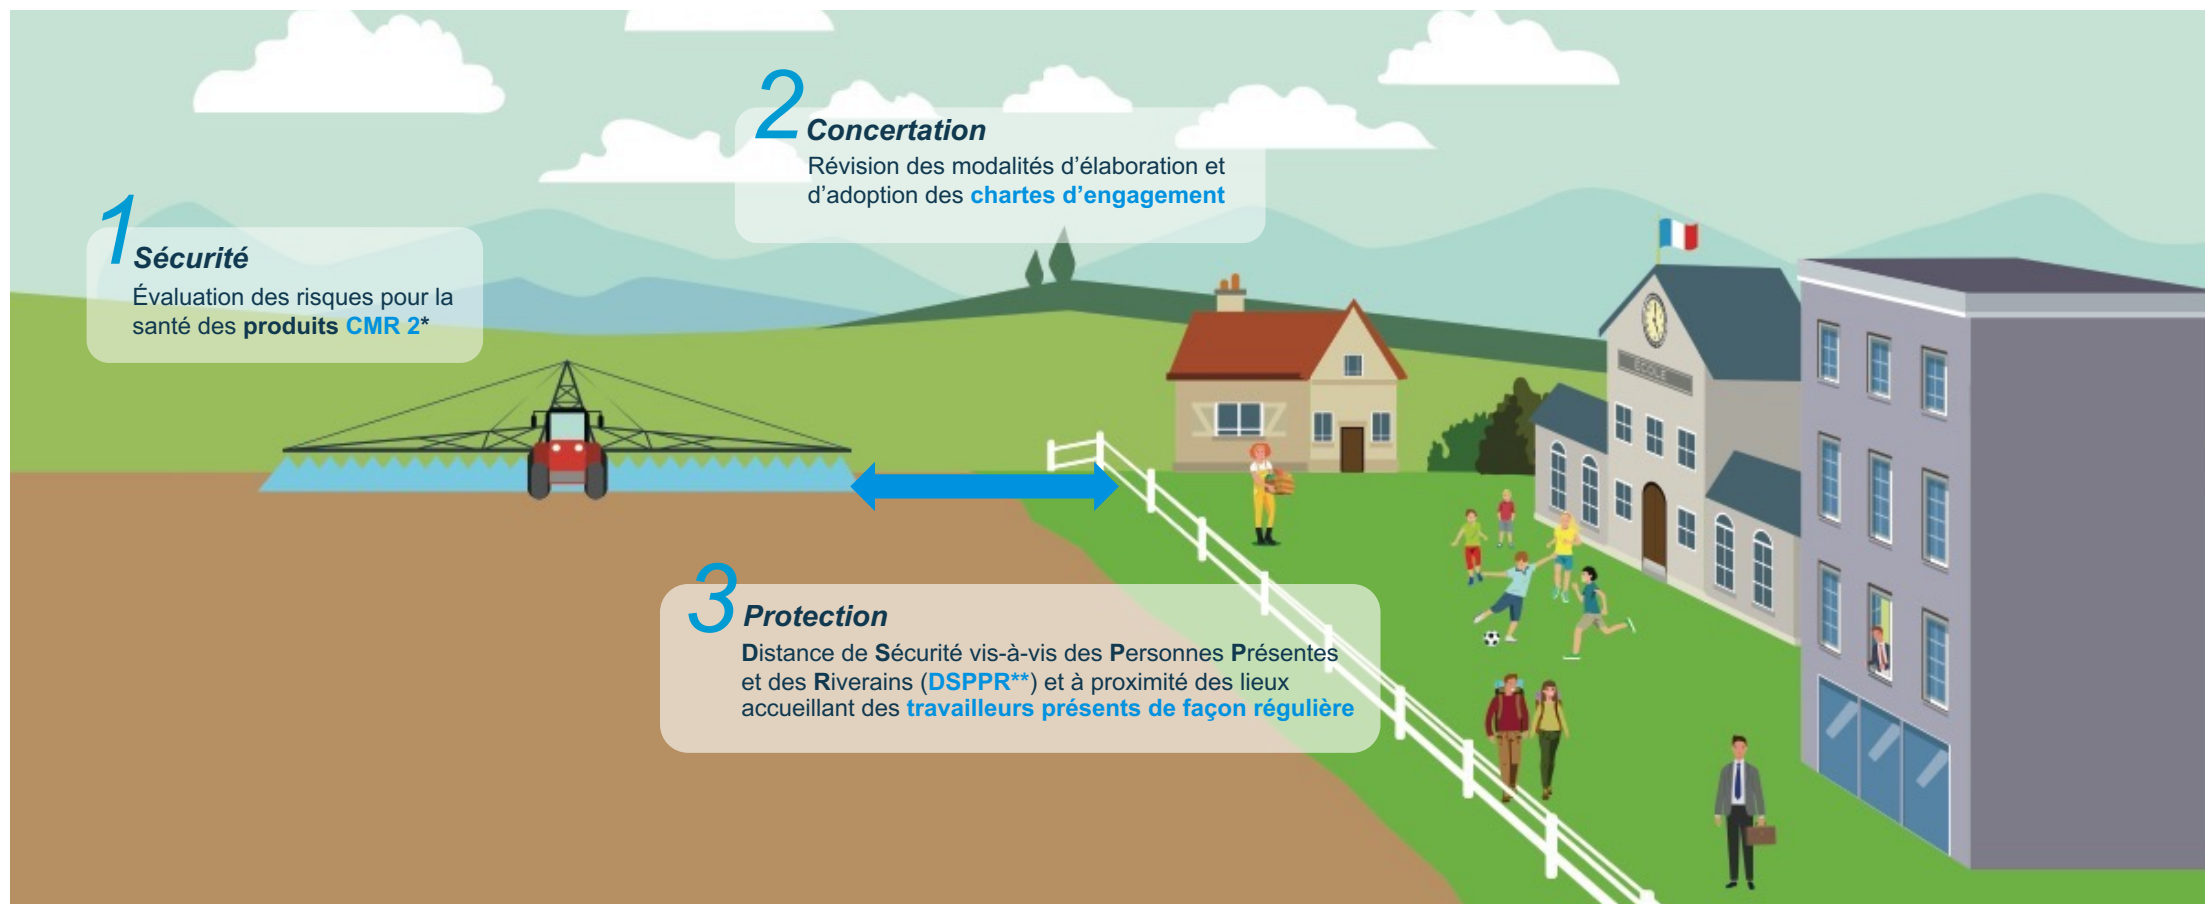 1
Sécurité
Évaluation des risques pour la
santé des produits CMR 2*
2
Concertation
Révision des modalités d’élaboration et
d’adoption des chartes d’engagement
ECOLE
3
Protection
Distance de Sécurité vis-à-vis des Personnes Présentes
et des Riverains (DSPPR**) et à proximité des lieux
accueillant des travailleurs présents de façon régulière